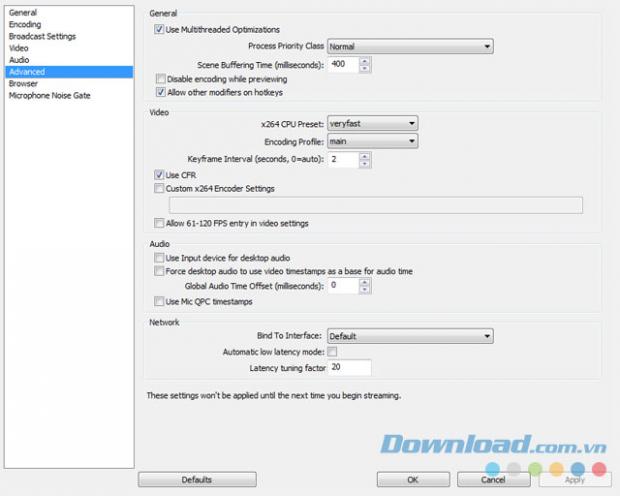 General
Encoding
Broadcast Settings
Video
Audio
Advanced
Browser
Microphone Noise Gate
General
Use Multithreaded Optimizations
Process Priority Class Normal
Scene Buffering Time (milliseconds): 400
Disable encoding while previewing
Allow other modifiers on hotkeys
Video
x264 CPU Preset: veryfast
Encoding Profile: main
Keyframe Interval (seconds, 0=auto): 2
Use CFR
Custom x264 Encoder Settings
Allow 61-120 FPS entry in video settings
Audio
Use Input device for desktop audio
Force desktop audio to use video timestamps as a base for audio time
Global Audio Time Offset (milliseconds): 0
Use Mic QPC timestamps
Network
Bind To Interface: Default
Automatic low latency mode:
Latency tuning factor 20
These settings won't be applied until the next time you begin streaming.
Download.com.vn
Defaults OK Cancel Apply